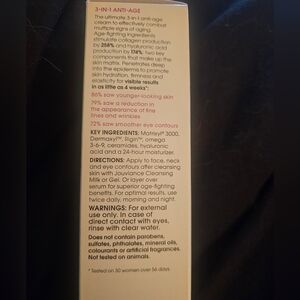 3-IN-1 ANTI-AGE
The ultimate 3-in-1 anti-age
cream to effectively combat
multiple signs of aging.
Age-fighting ingredients
stimulate collagen production
by 258% and hyaluronic acid
production by 174%: two key
components that make up the
skin matrix. Penetrates deep
into the epidermis to promote
skin hydration, firmness and
elasticity for visible results
in as little as 4 weeks*:
86% saw younger-looking skin
79% saw a reduction in
the appearance of fine
lines and wrinkles
72% saw smoother eye contours
KEY INGREDIENTS: Matrixyl® 3000,
Dermaxyl™, Rigin™, omega
3-6-9, ceramides, hyaluronic
acid and a 24-hour moisturizer.
DIRECTIONS: Apply to face, neck
and eye contour after cleansing
skin with Jouviance Cleansing
Milk or Gel. Or layer over
serum for superior age-fighting
benefits. For optimal results, use
twice daily, morning and night.
WARNINGS: For external
use only. In case of
direct contact with eyes,
rinse with clear water.
Does not contain parabens,
sulfates, phthalates, mineral oils,
colourants or artificial fragrances.
Not tested on animals.
* Tested on 30 women over 56 days